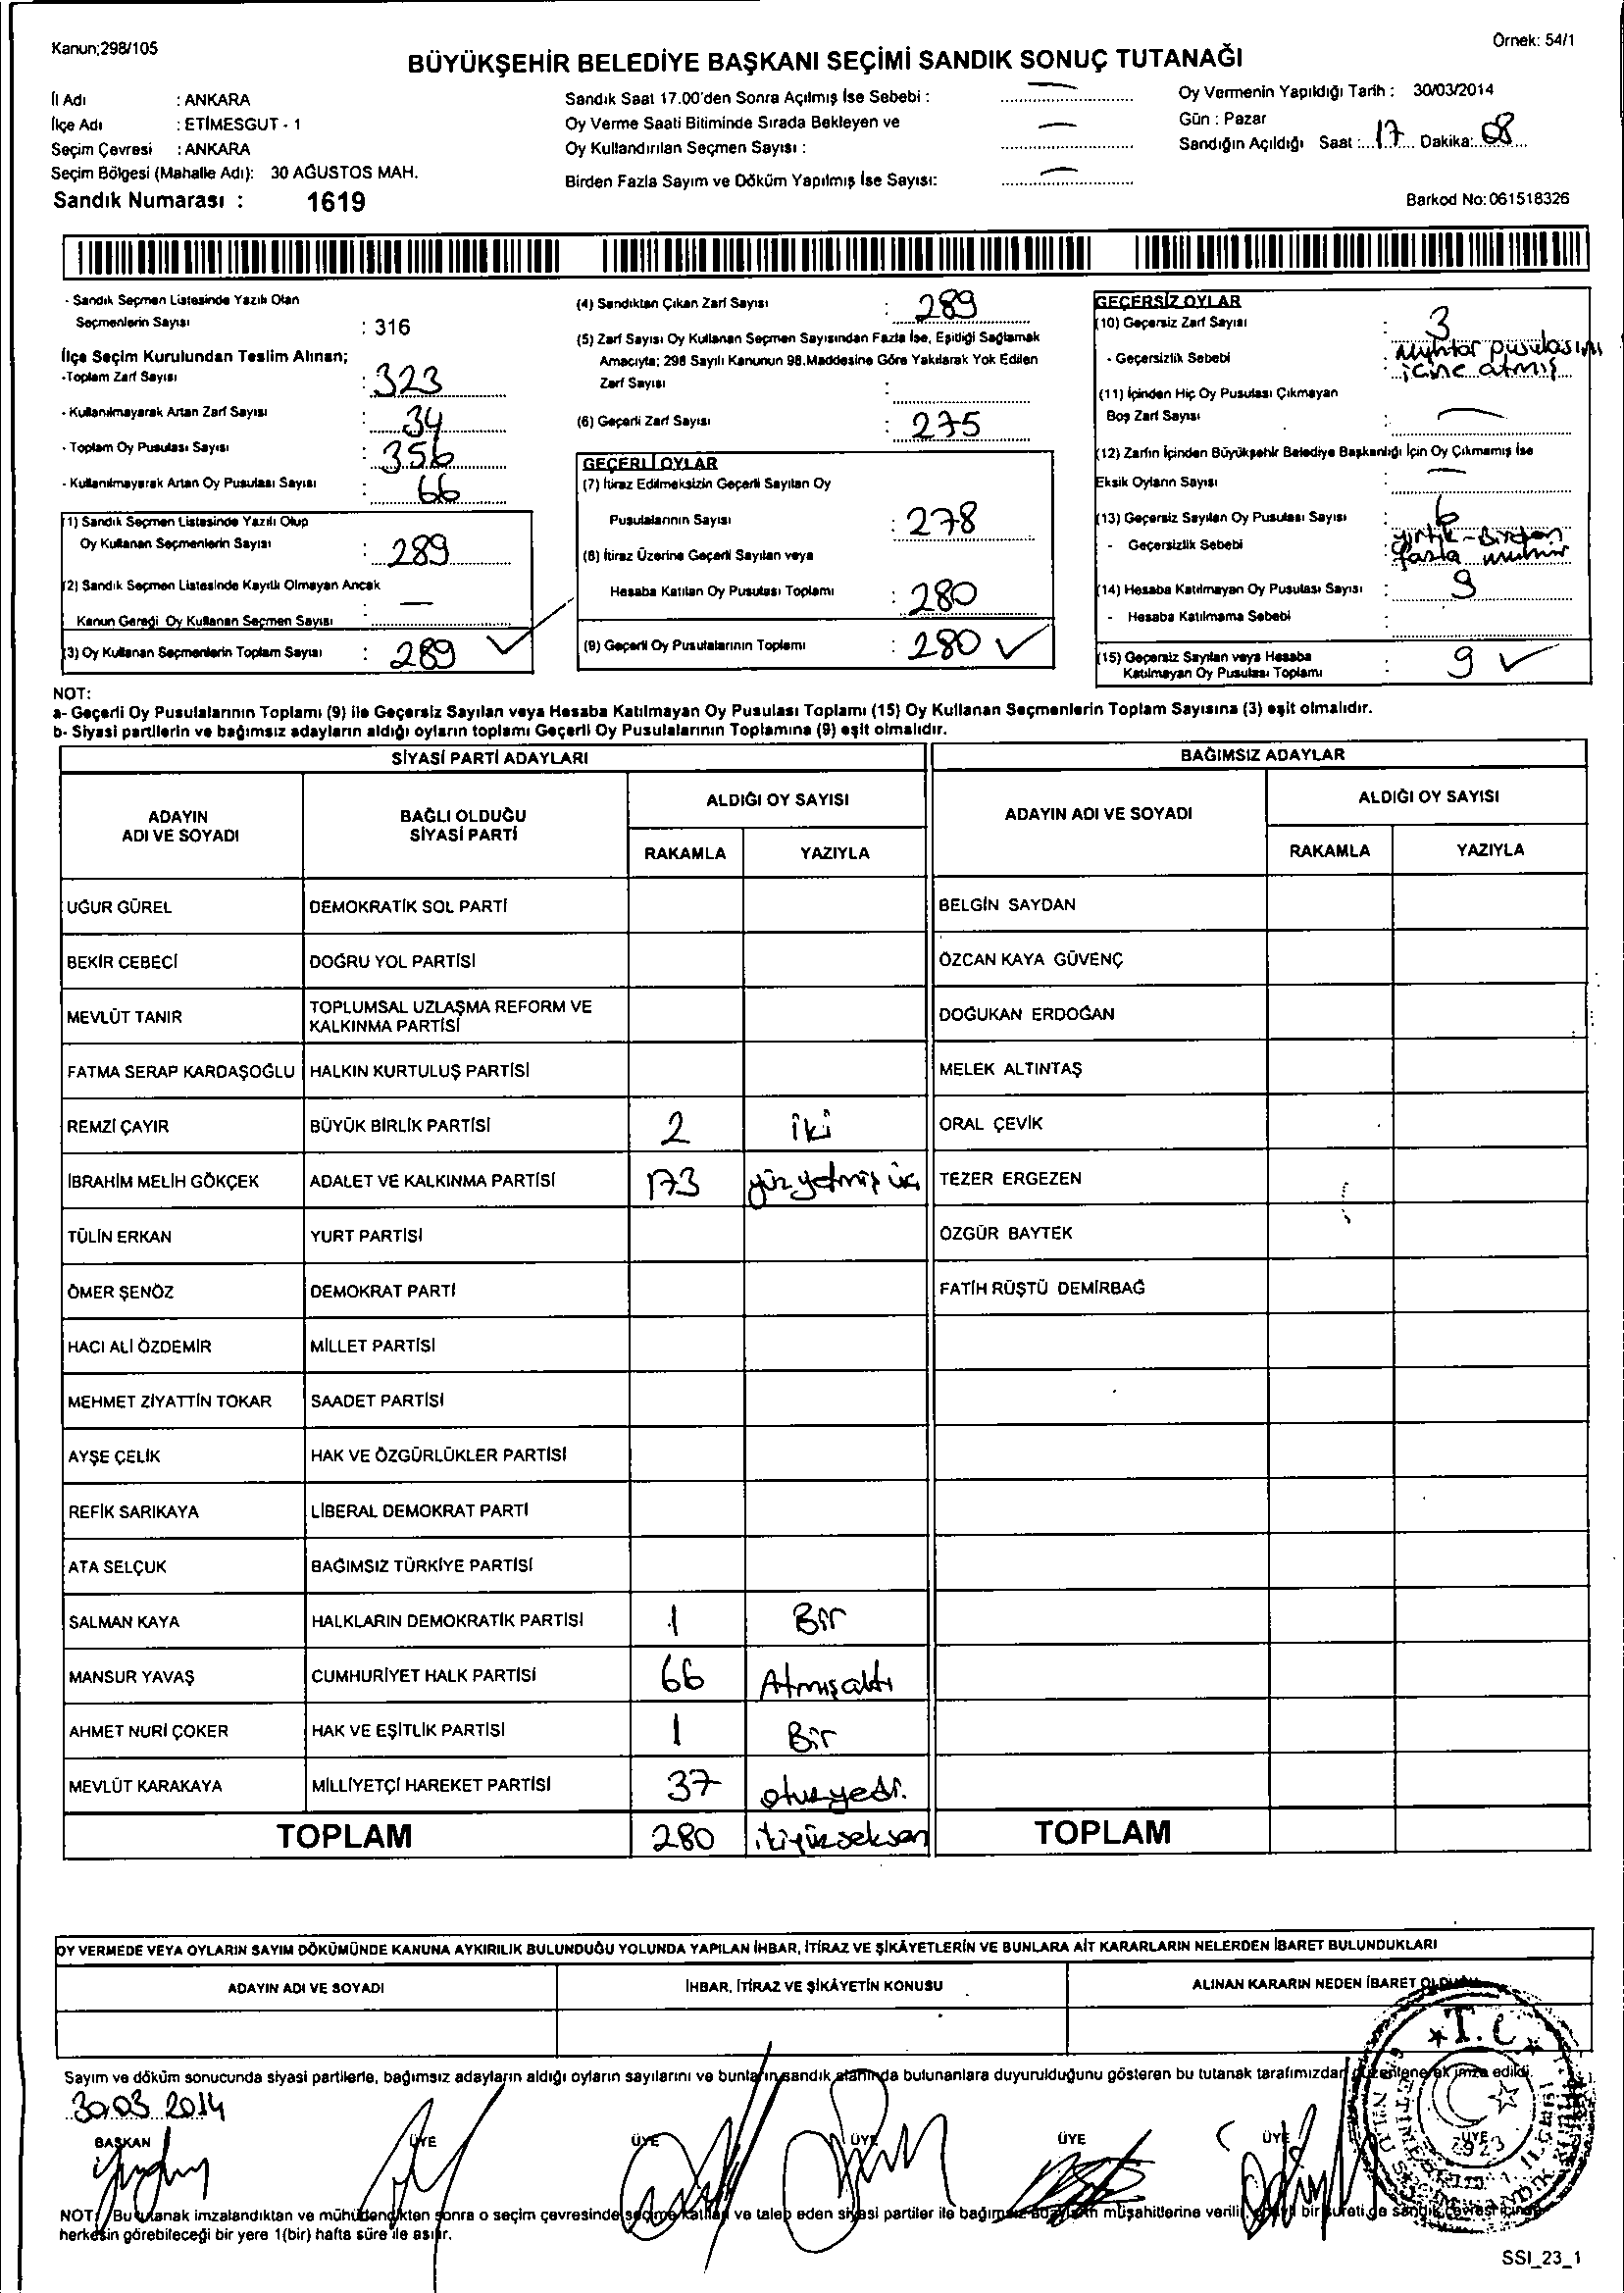 Kanun;298/105
Örnek: 54/1
BÜYÜKŞEHİR BELEDİYE BAŞKANI SEÇİMİ SANDIK SONUÇ TUTANAĞI
İl Adı : ANKARA
İlçe Adı : ETİMESGUT - 1
Seçim Çevresi : ANKARA
Seçim Bölgesi (Mahalle Adı): 30 AĞUSTOS MAH.
Sandık Numarası : 1619
Sandık Saat 17.00'den Sonra Açılmış İse Sebebi :
Oy Verme Saati Bitiminde Sırada Bekleyen ve
Oy Kullandırılan Seçmen Sayısı :
Birden Fazla Sayım ve Döküm Yapılmış İse Sayısı:
Oy Vermenin Yapıldığı Tarih : 30/03/2014
Gün : Pazar
Sandığın Açıldığı Saat : 17 Dakika: 08
Barkod No: 061518326
- Sandık Seçmen Listesinde Yazılı Olan
Seçmenlerin Sayısı : 316
İlçe Seçim Kurulundan Teslim Alınan;
-Toplam Zarf Sayısı : 323
- Kullanılmayarak Artan Zarf Sayısı : 34
- Toplam Oy Pusulası Sayısı : 356
- Kullanılmayarak Artan Oy Pusulası Sayısı : 66
(1) Sandık Seçmen Listesinde Yazılı Olup
Oy Kullanan Seçmenlerin Sayısı : 289
(2) Sandık Seçmen Listesinde Kayıtlı Olmayan Ancak
Kanun Gereği Oy Kullanan Seçmen Sayısı : —
(3) Oy Kullanan Seçmenlerin Toplam Sayısı : 289
(4) Sandıktan Çıkan Zarf Sayısı : 289
(5) Zarf Sayısı Oy Kullanan Seçmen Sayısından Fazla İse, Eşitliği Sağlamak
Amacıyla; 298 Sayılı Kanunun 98.Maddesine Göre Yakılarak Yok Edilen
Zarf Sayısı :
(6) Geçerli Zarf Sayısı : 275
GEÇERLİ OYLAR
(7) İtiraz Edilmeksizin Geçerli Sayılan Oy
Pusulalarının Sayısı : 278
(8) İtiraz Üzerine Geçerli Sayılan veya
Hesaba Katılan Oy Pusulası Toplamı : 280
(9) Geçerli Oy Pusulalarının Toplamı : 280
GEÇERSİZ OYLAR
(10) Geçersiz Zarf Sayısı : 3
- Geçersizlik Sebebi : Muhtar pusulasını
içine atmış
(11) İçinden Hiç Oy Pusulası Çıkmayan
Boş Zarf Sayısı : —
(12) Zarfın İçinden Büyükşehir Belediye Başkanlığı İçin Oy Çıkmamış İse
Eksik Oyların Sayısı : —
(13) Geçersiz Sayılan Oy Pusulası Sayısı : 6
- Geçersizlik Sebebi : yırtık - Birden
fazla mühür
(14) Hesaba Katılmayan Oy Pusulası Sayısı : 9
- Hesaba Katılmama Sebebi :
(15) Geçersiz Sayılan veya Hesaba
Katılmayan Oy Pusulası Toplamı : 9
NOT:
a- Geçerli Oy Pusulalarının Toplamı (9) ile Geçersiz Sayılan veya Hesaba Katılmayan Oy Pusulası Toplamı (15) Oy Kullanan Seçmenlerin Toplam Sayısına (3) eşit olmalıdır.
b- Siyasi partilerin ve bağımsız adayların aldığı oyların toplamı Geçerli Oy Pusulalarının Toplamına (9) eşit olmalıdır.
SİYASİ PARTİ ADAYLARI
BAĞIMSIZ ADAYLAR
ADAYIN ADI VE SOYADI
BAĞLI OLDUĞU SİYASİ PARTİ
ALDIĞI OY SAYISI
RAKAMLA YAZIYLA
ADAYIN ADI VE SOYADI
ALDIĞI OY SAYISI
RAKAMLA YAZIYLA
UĞUR GÜREL DEMOKRATİK SOL PARTİ BELGİN SAYDAN
BEKİR CEBECİ DOĞRU YOL PARTİSİ ÖZCAN KAYA GÜVENÇ
MEVLÜT TANIR TOPLUMSAL UZLAŞMA REFORM VE KALKINMA PARTİSİ DOĞUKAN ERDOĞAN
FATMA SERAP KARDAŞOĞLU HALKIN KURTULUŞ PARTİSİ MELEK ALTINTAŞ
REMZİ ÇAYIR BÜYÜK BİRLİK PARTİSİ 2 iki ORAL ÇEVİK
İBRAHİM MELİH GÖKÇEK ADALET VE KALKINMA PARTİSİ 173 yüz yetmiş üç TEZER ERGEZEN
TÜLİN ERKAN YURT PARTİSİ ÖZGÜR BAYTEK
ÖMER ŞENÖZ DEMOKRAT PARTİ FATİH RÜŞTÜ DEMİRBAĞ
HACI ALİ ÖZDEMİR MİLLET PARTİSİ
MEHMET ZİYATTİN TOKAR SAADET PARTİSİ
AYŞE ÇELİK HAK VE ÖZGÜRLÜKLER PARTİSİ
REFİK SARIKAYA LİBERAL DEMOKRAT PARTİ
ATA SELÇUK BAĞIMSIZ TÜRKİYE PARTİSİ
SALMAN KAYA HALKLARIN DEMOKRATİK PARTİSİ 1 Bir
MANSUR YAVAŞ CUMHURİYET HALK PARTİSİ 66 Atmışaltı
AHMET NURİ ÇOKER HAK VE EŞİTLİK PARTİSİ 1 Bir
MEVLÜT KARAKAYA MİLLİYETÇİ HAREKET PARTİSİ 37 otuzyedi.
TOPLAM 280 ikiyüzseksen TOPLAM
OY VERMEDE VEYA OYLARIN SAYIM DÖKÜMÜNDE KANUNA AYKIRILIK BULUNDUĞU YOLUNDA YAPILAN İHBAR, İTİRAZ VE ŞİKÂYETLERİN VE BUNLARA AİT KARARLARIN NELERDEN İBARET BULUNDUKLARI
ADAYIN ADI VE SOYADI İHBAR, İTİRAZ VE ŞİKÂYETİN KONUSU ALINAN KARARIN NEDEN İBARET OLDUĞU
Sayım ve döküm sonucunda siyasi partilerle, bağımsız adayların aldığı oyların sayılarını ve bunların sandık alanında bulunanlara duyurulduğunu gösteren bu tutanak tarafımızdan düzenlenerek imza edildi.
30.03.2014
BAŞKAN ÜYE ÜYE ÜYE ÜYE ÜYE ÜYE
T.C.
NOT: Bu tutanak imzalandıktan ve mühürlendikten sonra o seçim çevresinde seçime katılan ve talep eden siyasi partiler ile bağımsız adayların müşahitlerine verilir, bir sureti de sandık çevresi içinde
herkesin görebileceği bir yere 1(bir) hafta süre ile asılır.
SSI_23_1